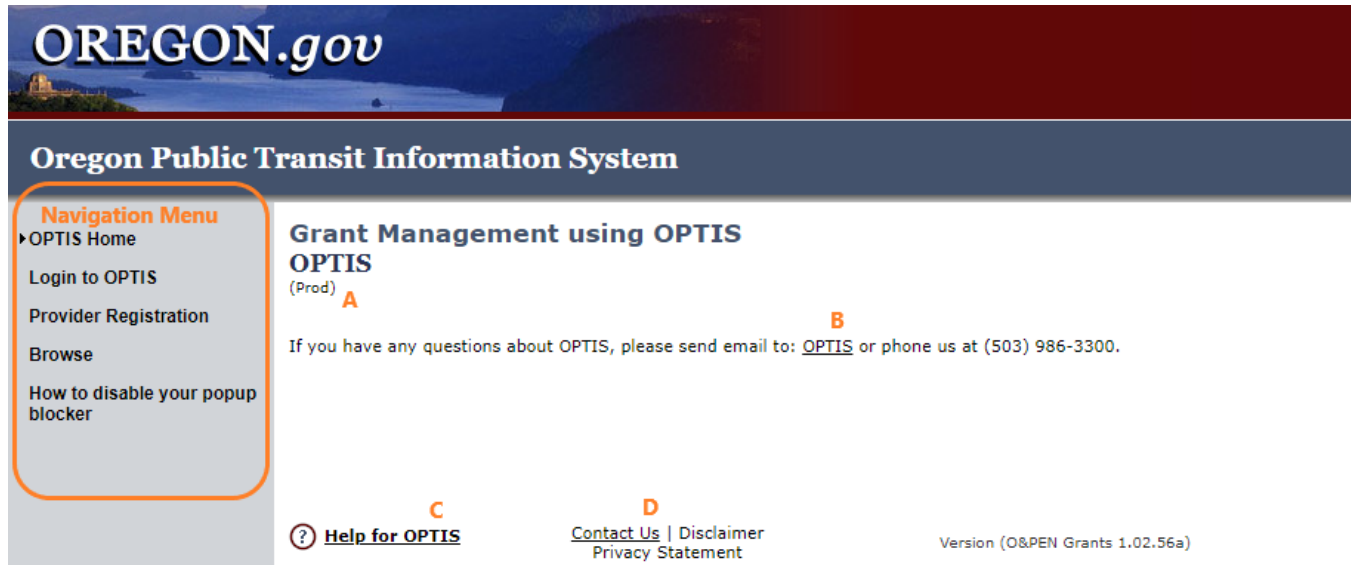 OREGON.gov
Oregon Public Transit Information System
Navigation Menu
OPTIS Home
Login to OPTIS
Provider Registration
Browse
How to disable your popup
blocker
Grant Management using OPTIS
OPTIS
(Prod)
A
B
If you have any questions about OPTIS, please send email to: OPTIS or phone us at (503) 986-3300.
C
D
? Help for OPTIS
Contact Us | Disclaimer
Privacy Statement
Version (O&PEN Grants 1.02.56a)